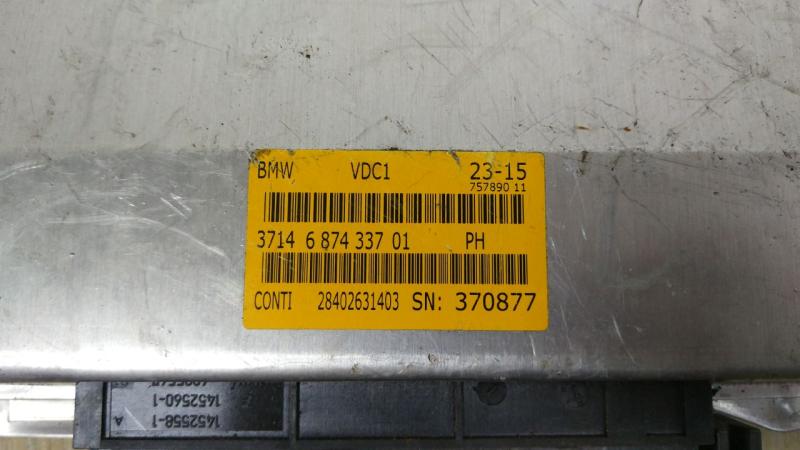 BMW VDC1 23-15
757890 11
3714 6 874 337 01 PH
CONTI 28402631403 SN: 370877
1452560-1
1452558-1 A